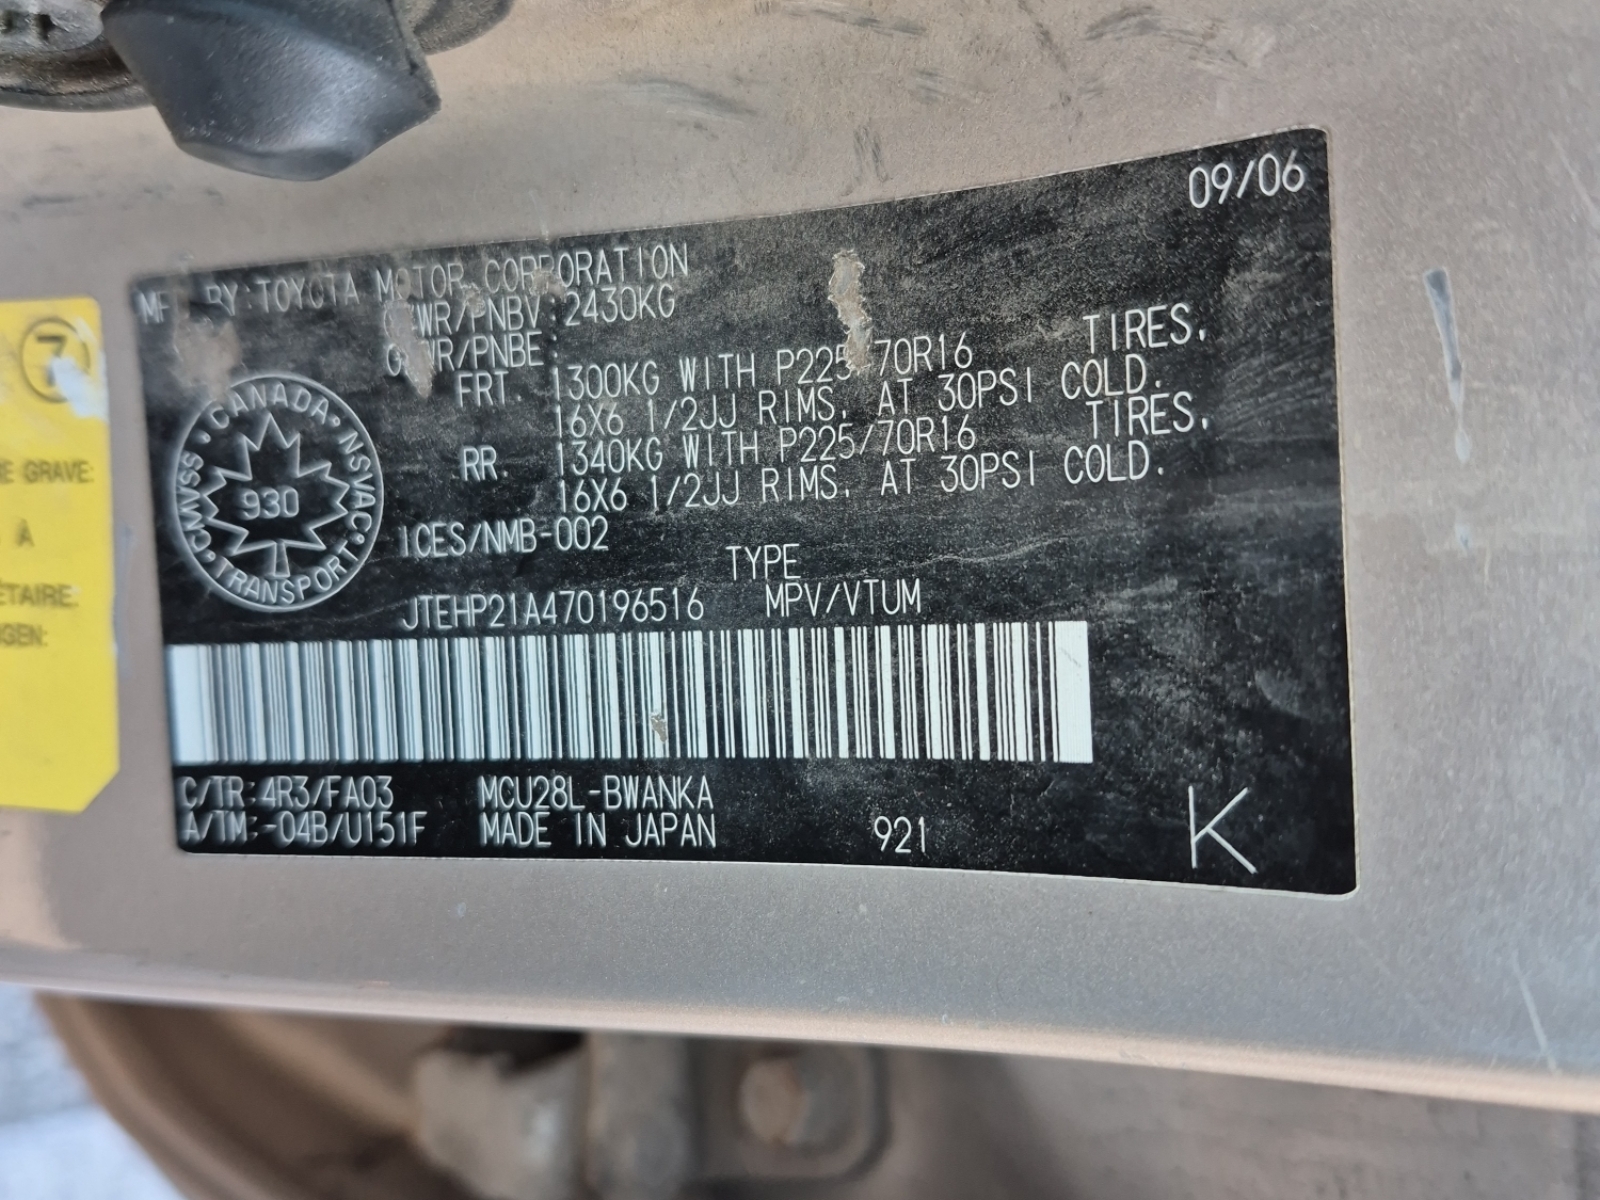 09/06
BY:TOYOTA MOTOR CORPORATION
GVWR/PNBV 2430KG
GAWR/PNBE
FRT. 1300KG WITH P225/70R16 TIRES,
16X6 1/2JJ RIMS, AT 30PSI COLD.
RR. 1340KG WITH P225/70R16 TIRES,
16X6 1/2JJ RIMS, AT 30PSI COLD.
CANADA·NSVAC·TRANSPORT·CMVSS·
930
ICES/NMB-002
TYPE
JTEHP21A470196516 MPV/VTUM
C/TR:4R3/FA03 MCU28L-BWANKA
A/TM:-04B/U151F MADE IN JAPAN 921 K
7
GRAVE:
À